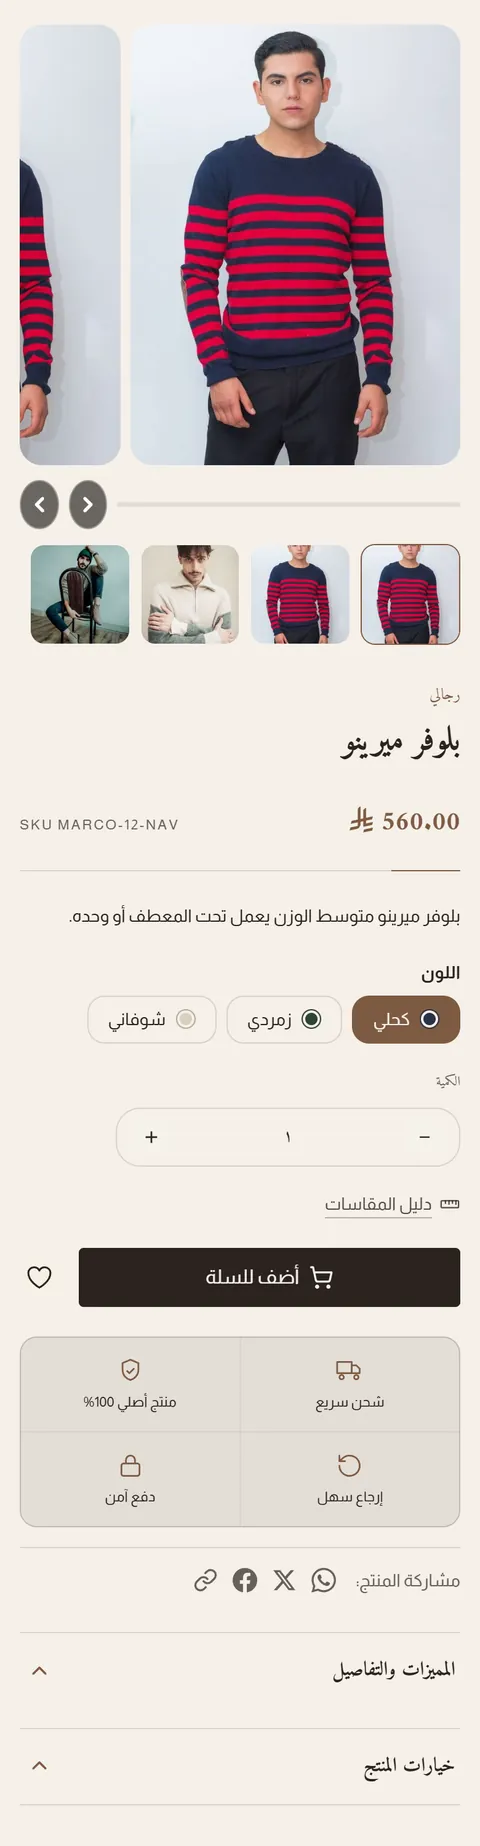 رجالي
بلوفر ميرينو
560.00
SKU MARCO-12-NAV
بلوفر ميرينو متوسط الوزن يعمل تحت المعطف أو وحده.
اللون
كحلي
زمردي
شوفاني
الكمية
− ١ +
دليل المقاسات
أضف للسلة
شحن سريع
منتج أصلي 100%
إرجاع سهل
دفع آمن
مشاركة المنتج:
المميزات والتفاصيل
خيارات المنتج